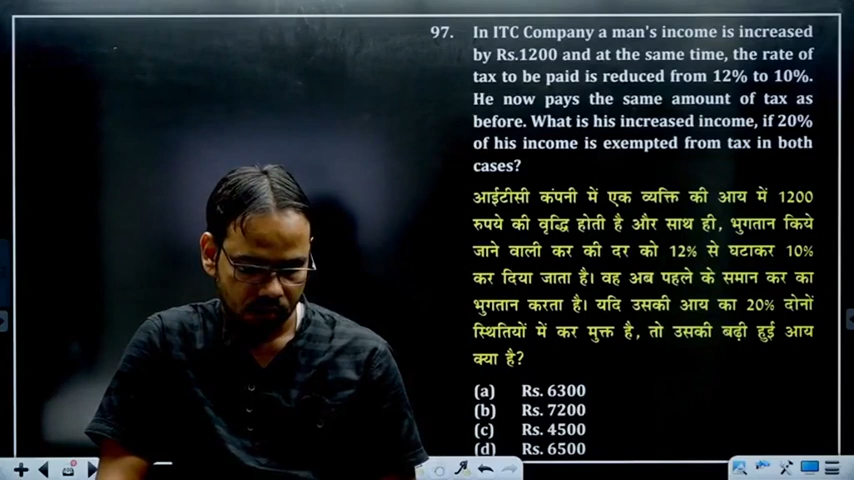 97. In ITC Company a man's income is increased
by Rs.1200 and at the same time, the rate of
tax to be paid is reduced from 12% to 10%.
He now pays the same amount of tax as
before. What is his increased income, if 20%
of his income is exempted from tax in both
cases?
आईटीसी कंपनी में एक व्यक्ति की आय में 1200
रुपये की वृद्धि होती है और साथ ही, भुगतान किये
जाने वाली कर की दर को 12% से घटाकर 10%
कर दिया जाता है। वह अब पहले के समान कर का
भुगतान करता है। यदि उसकी आय का 20% दोनों
स्थितियों में कर मुक्त है, तो उसकी बढ़ी हुई आय
क्या है?
(a) Rs. 6300
(b) Rs. 7200
(c) Rs. 4500
(d) Rs. 6500